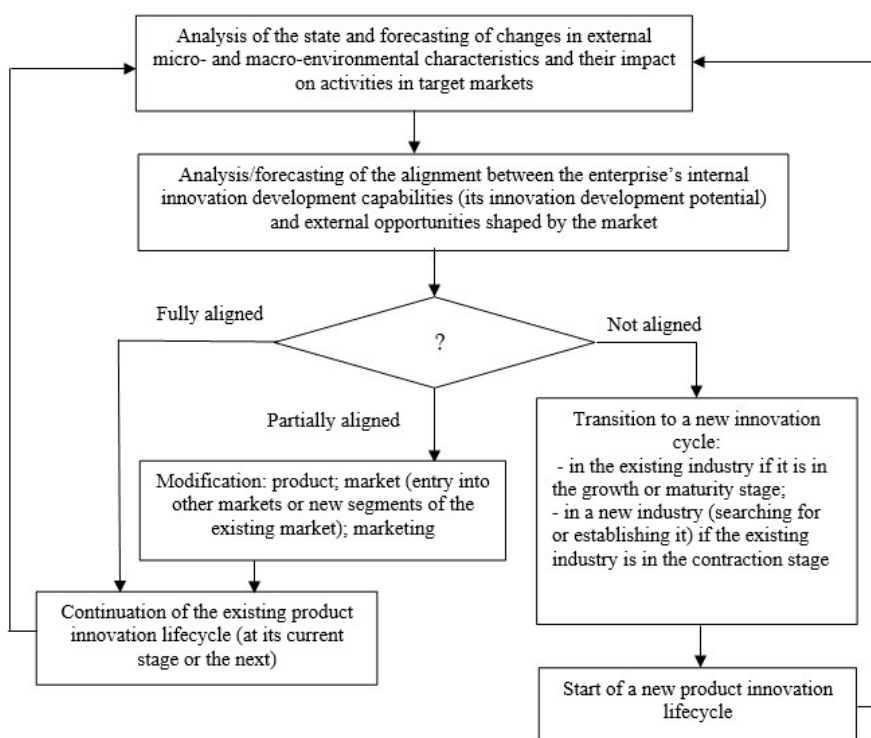 Analysis of the state and forecasting of changes in external
micro- and macro-environmental characteristics and their impact
on activities in target markets
Analysis/forecasting of the alignment between the enterprise’s internal
innovation development capabilities (its innovation development potential)
and external opportunities shaped by the market
Fully aligned
?
Not aligned
Partially aligned
Modification: product; market (entry into
other markets or new segments of the
existing market); marketing
Transition to a new innovation
cycle:
- in the existing industry if it is in
the growth or maturity stage;
- in a new industry (searching for
or establishing it) if the existing
industry is in the contraction stage
Continuation of the existing product
innovation lifecycle (at its current
stage or the next)
Start of a new product innovation
lifecycle